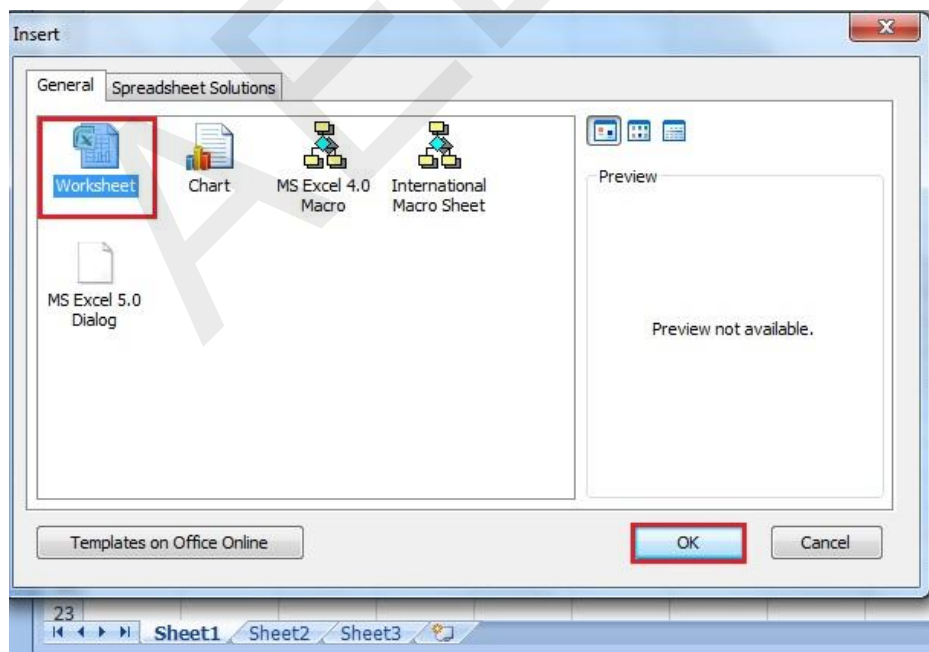 Insert
General Spreadsheet Solutions
Worksheet Chart MS Excel 4.0 Macro International Macro Sheet
MS Excel 5.0 Dialog
Preview
Preview not available.
Templates on Office Online OK Cancel
23
Sheet1 Sheet2 Sheet3